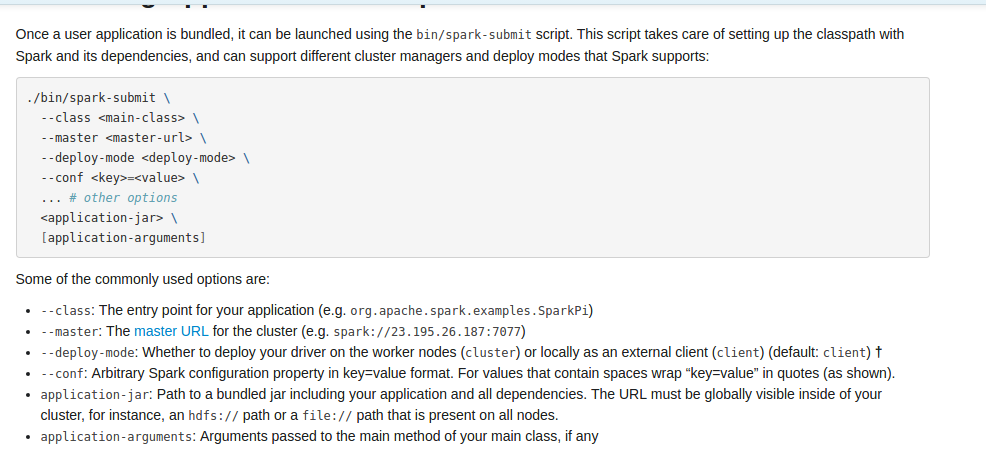 Once a user application is bundled, it can be launched using the bin/spark-submit script. This script takes care of setting up the classpath with
Spark and its dependencies, and can support different cluster managers and deploy modes that Spark supports:
./bin/spark-submit \
  --class <main-class> \
  --master <master-url> \
  --deploy-mode <deploy-mode> \
  --conf <key>=<value> \
  ... # other options
  <application-jar> \
  [application-arguments]
Some of the commonly used options are:
• --class: The entry point for your application (e.g. org.apache.spark.examples.SparkPi)
• --master: The master URL for the cluster (e.g. spark://23.195.26.187:7077)
• --deploy-mode: Whether to deploy your driver on the worker nodes (cluster) or locally as an external client (client) (default: client) †
• --conf: Arbitrary Spark configuration property in key=value format. For values that contain spaces wrap “key=value” in quotes (as shown).
• application-jar: Path to a bundled jar including your application and all dependencies. The URL must be globally visible inside of your
cluster, for instance, an hdfs:// path or a file:// path that is present on all nodes.
• application-arguments: Arguments passed to the main method of your main class, if any